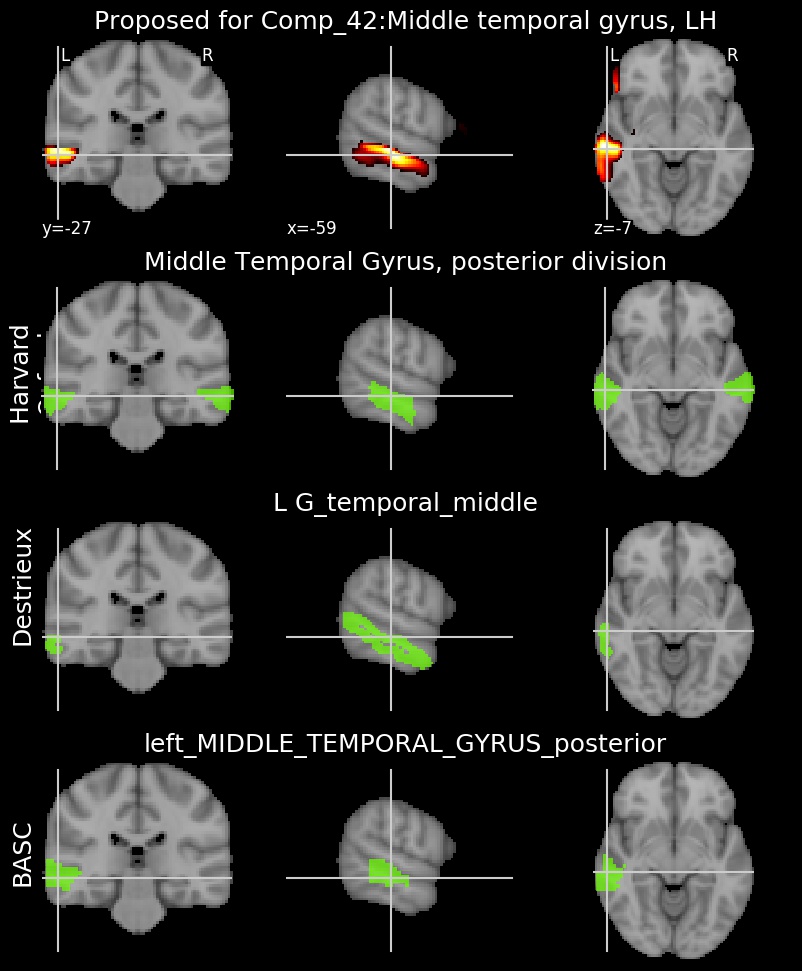 Proposed for Comp_42:Middle temporal gyrus, LH
L R
L R
y=-27 x=-59 z=-7
Middle Temporal Gyrus, posterior division
Harvard
L G_temporal_middle
Destrieux
left_MIDDLE_TEMPORAL_GYRUS_posterior
BASC